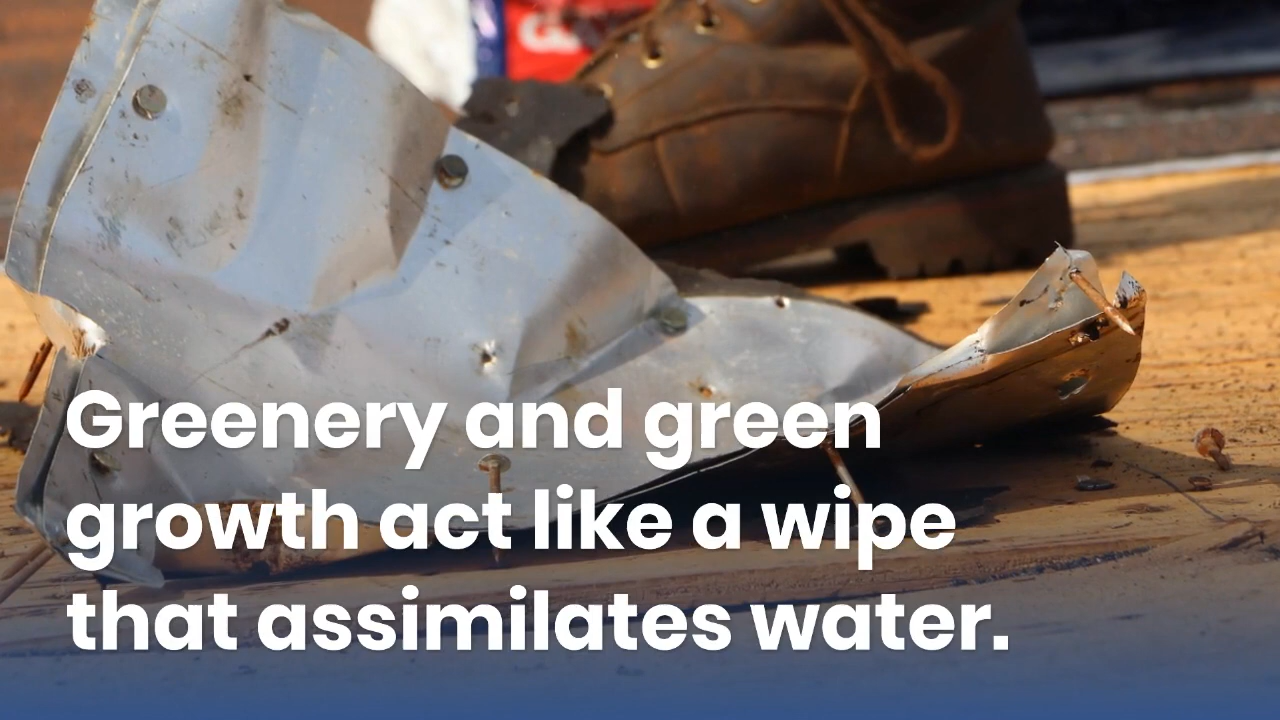 Greenery and green
growth act like a wipe
that assimilates water.